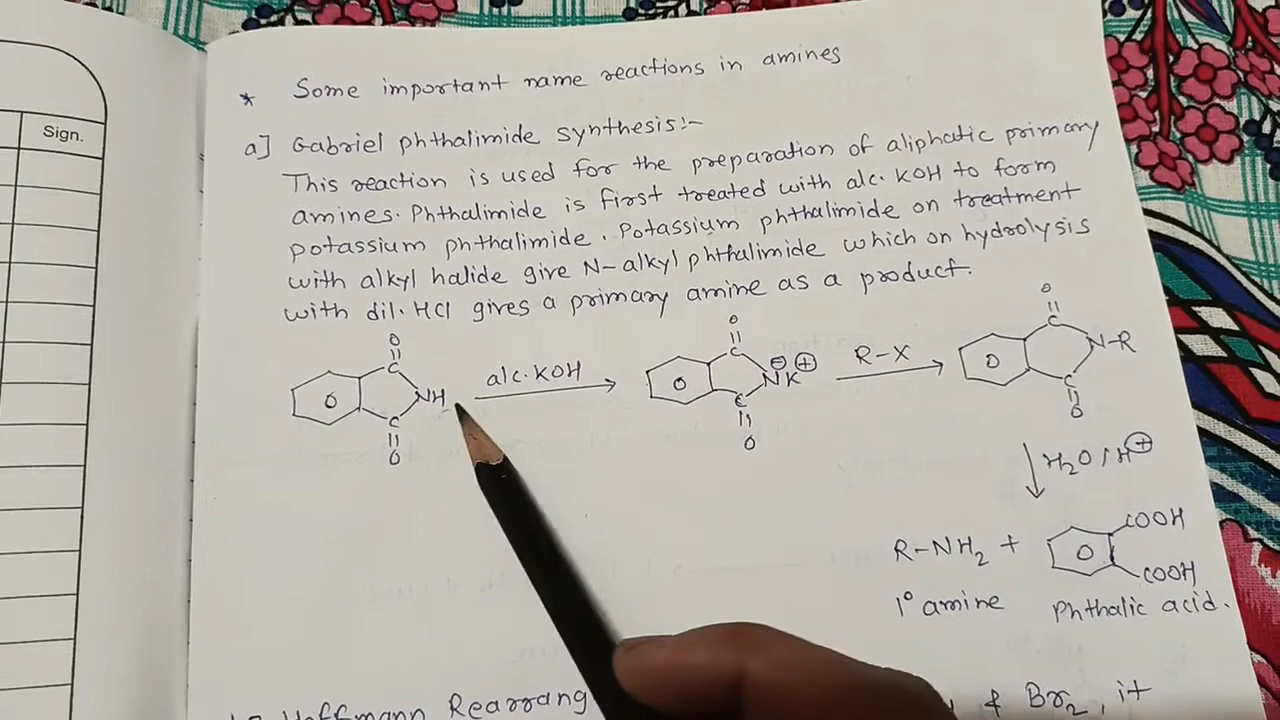 Sign.
* Some important name reactions in amines
a] Gabriel phthalimide synthesis:-
This reaction is used for the preparation of aliphatic primary
amines. Phthalimide is first treated with alc. KOH to form
potassium phthalimide. Potassium phthalimide on treatment
with alkyl halide give N-alkyl phthalimide which on hydrolysis
with dil. HCl gives a primary amine as a product.
O
C
NH
C
O
alc. KOH
O
C
N⊖ K⊕
C
O
R-X
O
C
N-R
C
O
H2O / H⊕
R-NH2 +
COOH
COOH
1° amine
Phthalic acid.
Hoffmann Rearrang
& Br2, it